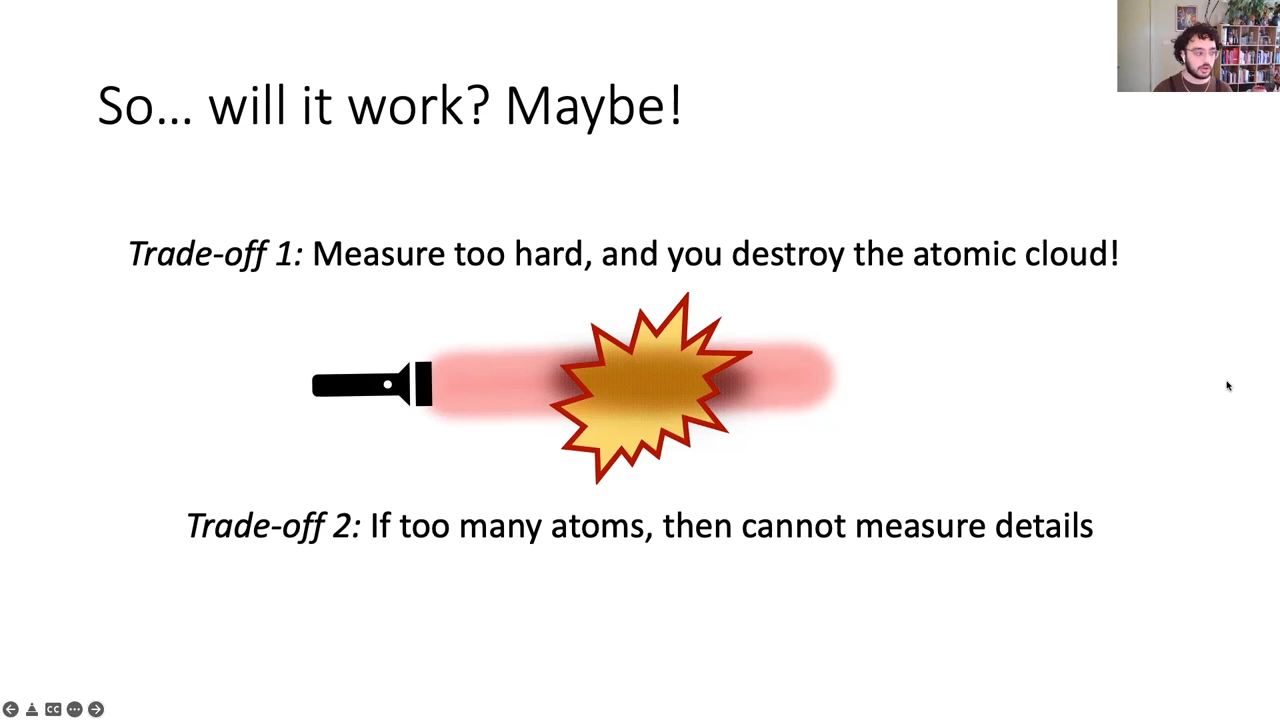 So... will it work? Maybe!
Trade-off 1: Measure too hard, and you destroy the atomic cloud!
Trade-off 2: If too many atoms, then cannot measure details
CC